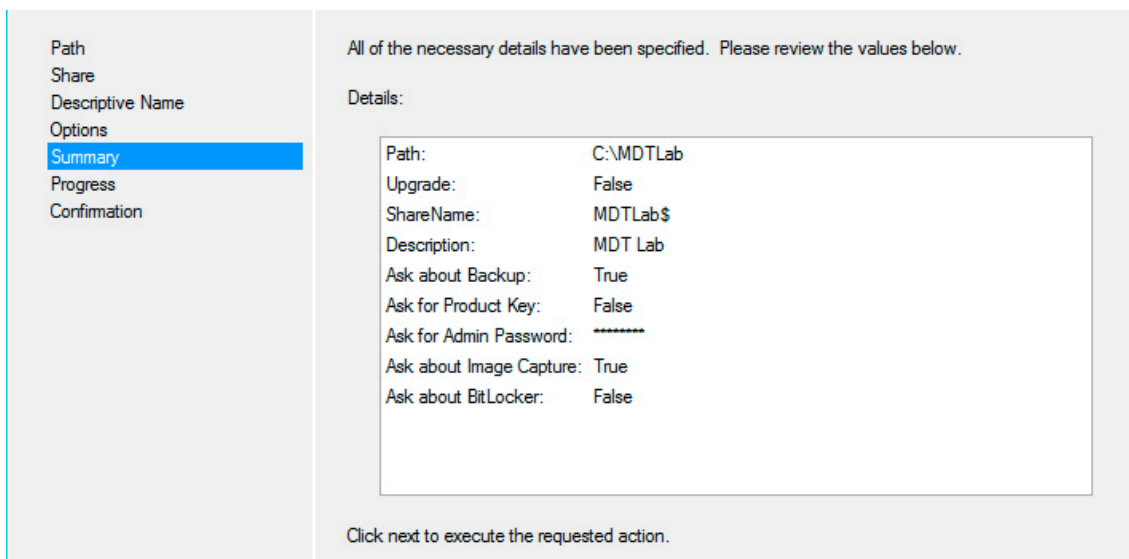 Path
Share
Descriptive Name
Options
Summary
Progress
Confirmation
All of the necessary details have been specified.  Please review the values below.
Details:
Path: C:\MDTLab
Upgrade: False
ShareName: MDTLab$
Description: MDT Lab
Ask about Backup: True
Ask for Product Key: False
Ask for Admin Password: ********
Ask about Image Capture: True
Ask about BitLocker: False
Click next to execute the requested action.